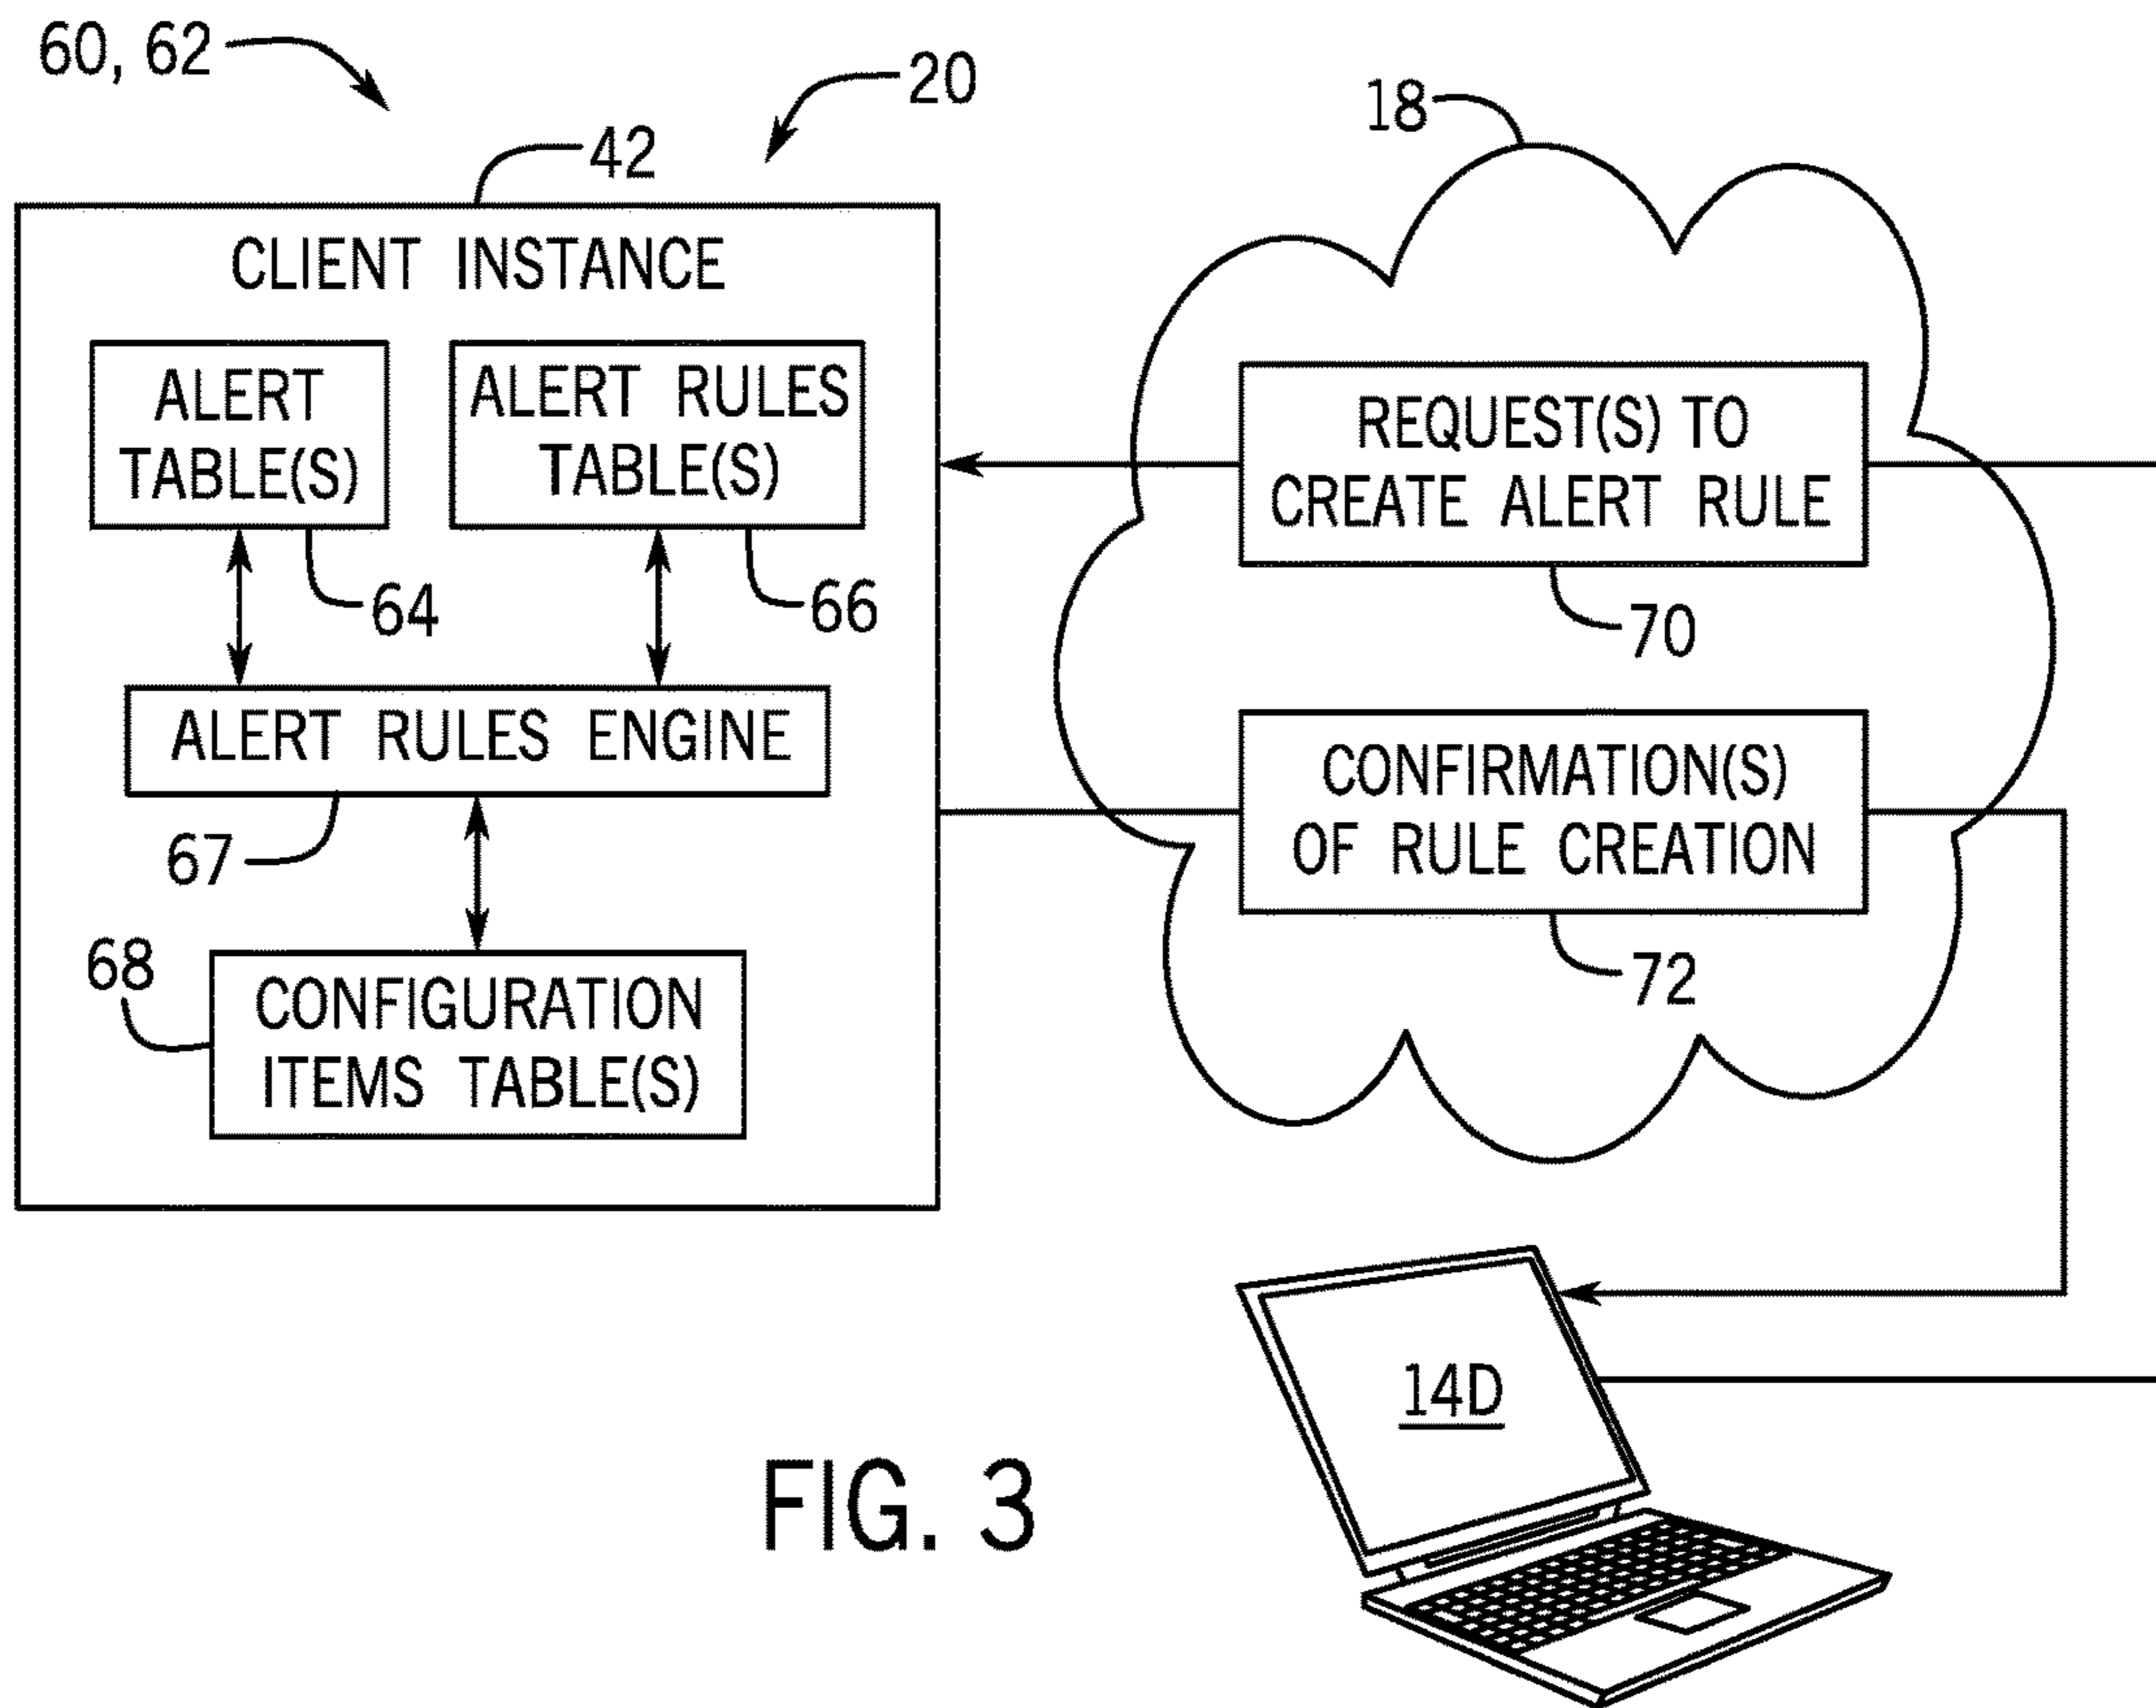 60, 62
20
18
42
CLIENT INSTANCE
ALERT
TABLE(S)
ALERT RULES
TABLE(S)
64
66
ALERT RULES ENGINE
67
68
CONFIGURATION
ITEMS TABLE(S)
REQUEST(S) TO
CREATE ALERT RULE
70
CONFIRMATION(S)
OF RULE CREATION
72
14D
FIG. 3